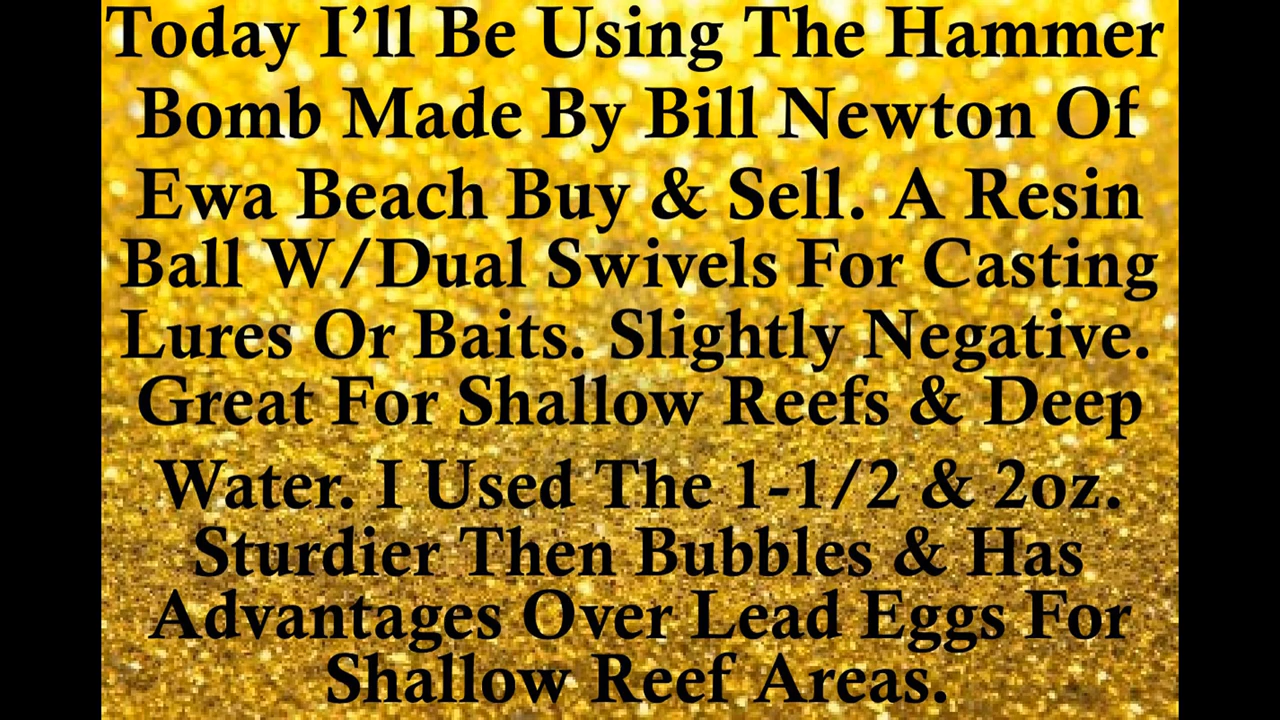 Today I’ll Be Using The Hammer
Bomb Made By Bill Newton Of
Ewa Beach Buy & Sell. A Resin
Ball W/Dual Swivels For Casting
Lures Or Baits. Slightly Negative.
Great For Shallow Reefs & Deep
Water. I Used The 1-1/2 & 2oz.
Sturdier Then Bubbles & Has
Advantages Over Lead Eggs For
Shallow Reef Areas.